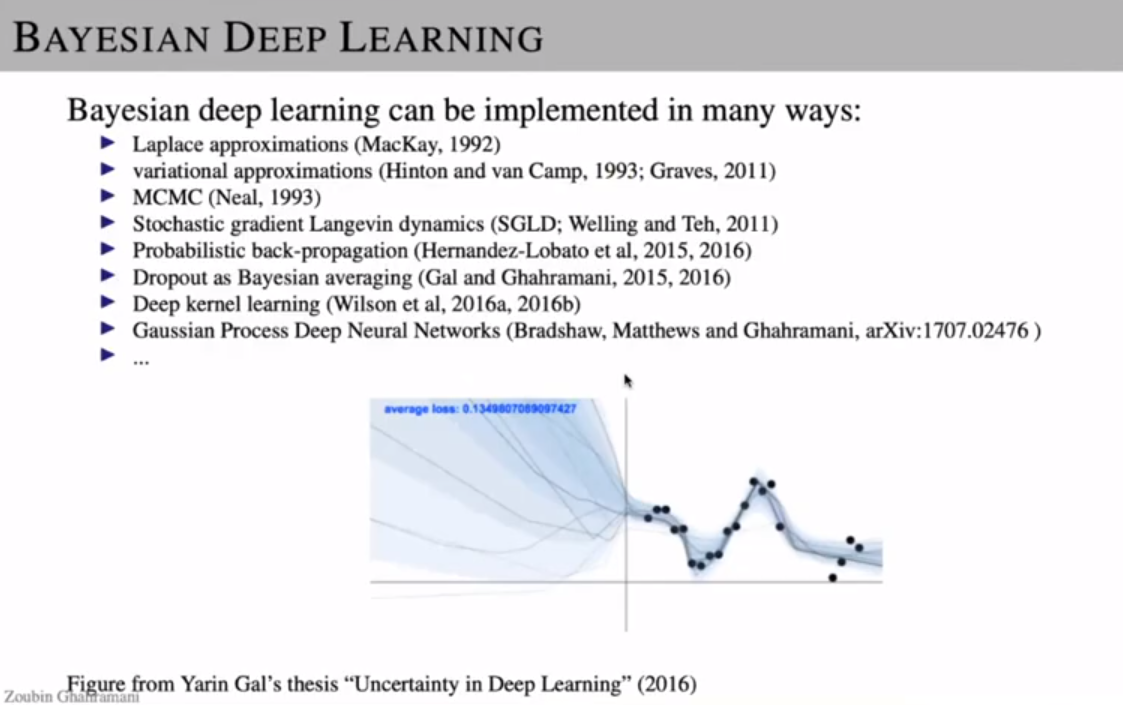 BAYESIAN DEEP LEARNING
Bayesian deep learning can be implemented in many ways:
► Laplace approximations (MacKay, 1992)
► variational approximations (Hinton and van Camp, 1993; Graves, 2011)
► MCMC (Neal, 1993)
► Stochastic gradient Langevin dynamics (SGLD; Welling and Teh, 2011)
► Probabilistic back-propagation (Hernandez-Lobato et al, 2015, 2016)
► Dropout as Bayesian averaging (Gal and Ghahramani, 2015, 2016)
► Deep kernel learning (Wilson et al, 2016a, 2016b)
► Gaussian Process Deep Neural Networks (Bradshaw, Matthews and Ghahramani, arXiv:1707.02476 )
► ...
average loss: 0.1349807089097427
Figure from Yarin Gal's thesis “Uncertainty in Deep Learning” (2016)
Zoubin Ghahramani